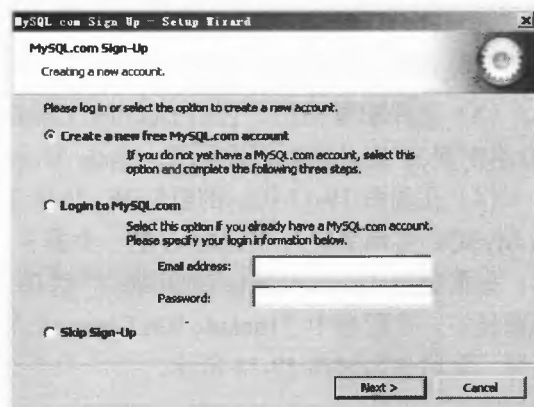 MySQL com Sign Up - Setup Wizard
MySQL.com Sign-Up
Creating a new account.
Please log in or select the option to create a new account.
Create a new free MySQL.com account
If you do not yet have a MySQL.com account, select this
option and complete the following three steps.
Login to MySQL.com
Select this option if you already have a MySQL.com account.
Please specify your login information below.
Email address:
Password:
Skip Sign-Up
Next >
Cancel